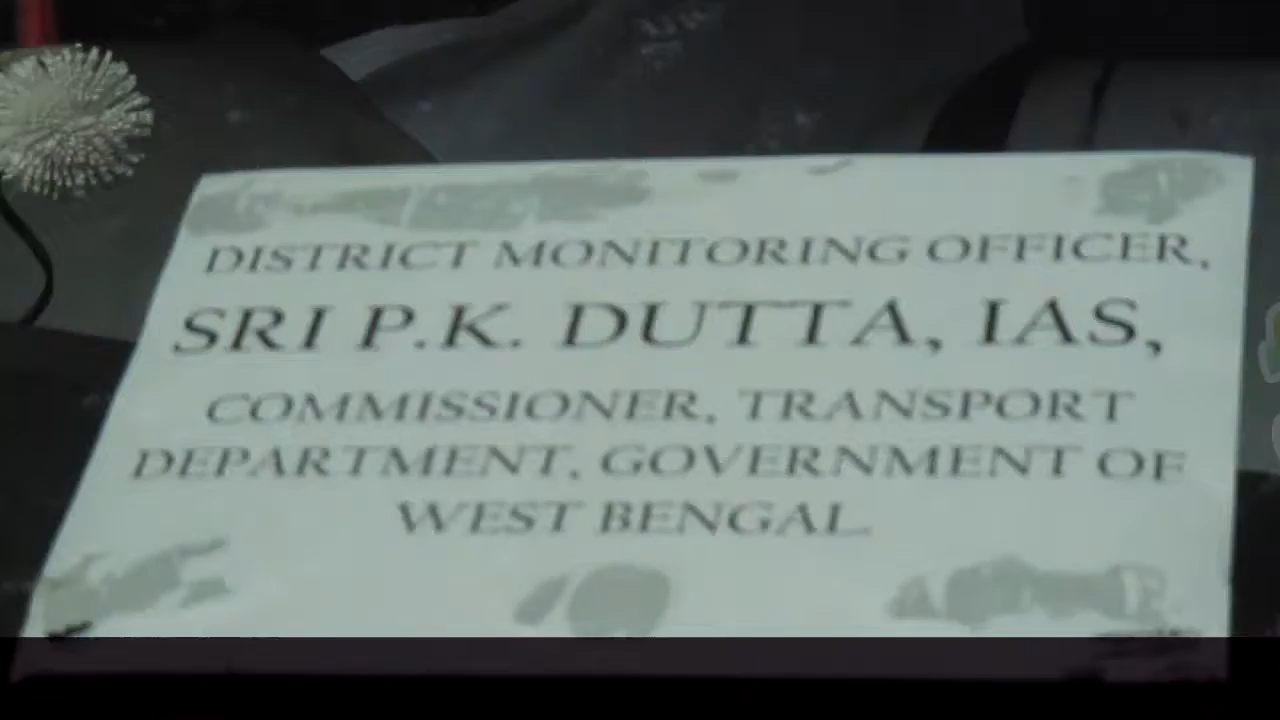 DISTRICT MONITORING OFFICER,
SRI P.K. DUTTA, IAS,
COMMISSIONER, TRANSPORT
DEPARTMENT, GOVERNMENT OF
WEST BENGAL.